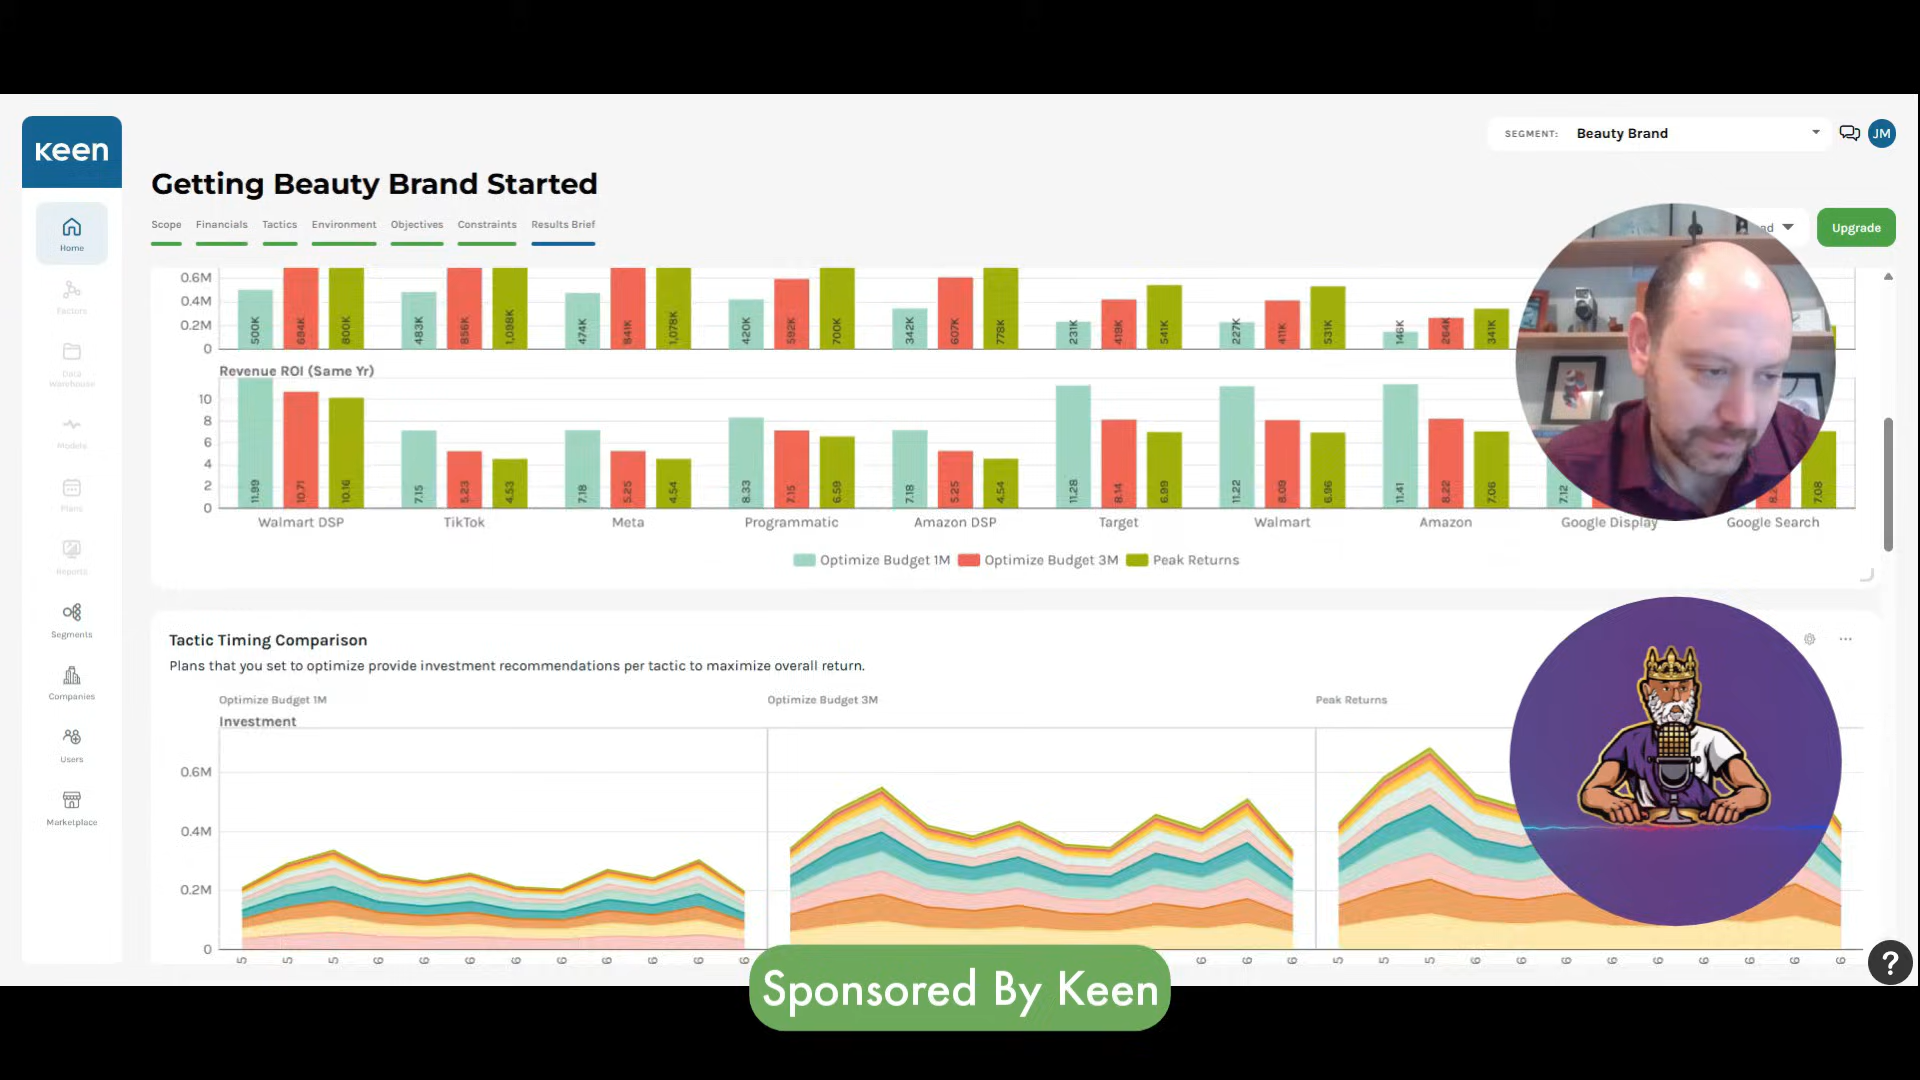 keen
SEGMENT: Beauty Brand
JM
Getting Beauty Brand Started
Scope Financials Tactics Environment Objectives Constraints Results Brief
Upgrade
Home
Factors
Data Warehouse
Models
Plans
Reports
Segments
Companies
Users
Marketplace
0.6M
0.4M
0.2M
0
500K 694K 800K 483K 856K 1,098K 474K 841K 1,078K 420K 592K 700K 342K 607K 778K 231K 419K 541K 227K 411K 531K 146K 264K 341K
Revenue ROI (Same Yr)
10
8
6
4
2
0
11.99 10.71 10.16 7.15 5.23 4.53 7.18 5.25 4.54 8.33 7.15 6.59 7.18 5.25 4.54 11.28 8.14 6.99 11.22 8.09 6.96 11.41 8.22 7.06 7.12 7.08
Walmart DSP TikTok Meta Programmatic Amazon DSP Target Walmart Amazon Google Display Google Search
Optimize Budget 1M Optimize Budget 3M Peak Returns
Tactic Timing Comparison
Plans that you set to optimize provide investment recommendations per tactic to maximize overall return.
Optimize Budget 1M Optimize Budget 3M Peak Returns
Investment
0.6M
0.4M
0.2M
0
?
Sponsored By Keen